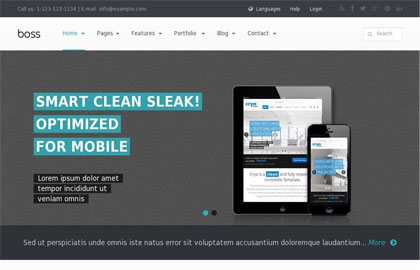 Call us: 1-123-123-1234 | E-mail: info@example.com
Languages Help Login
boss
Home Pages Features Portfolio Blog Contact
Search
SMART CLEAN SLEAK!
OPTIMIZED
FOR MOBILE
Lorem ipsum dolor amet
tempor incididunt ut
veniam omnis
Sed ut perspiciatis unde omnis iste natus error sit voluptatem accusantium doloremque laudantium... More